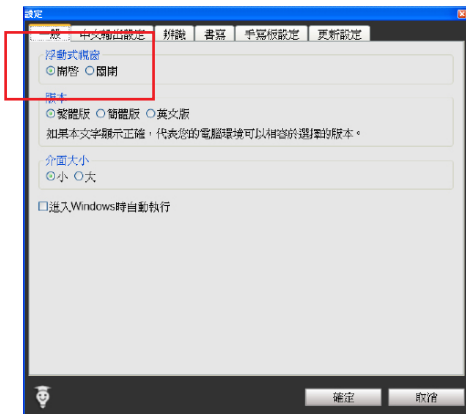 設定
一般 中文輸出設定 辨識 書寫 手寫板設定 更新設定
浮動式視窗
開啓 關閉
版本
繁體版 簡體版 英文版
如果本文字顯示正確，代表您的電腦環境可以相容於選擇的版本。
介面大小
小 大
進入Windows時自動執行
確定 取消